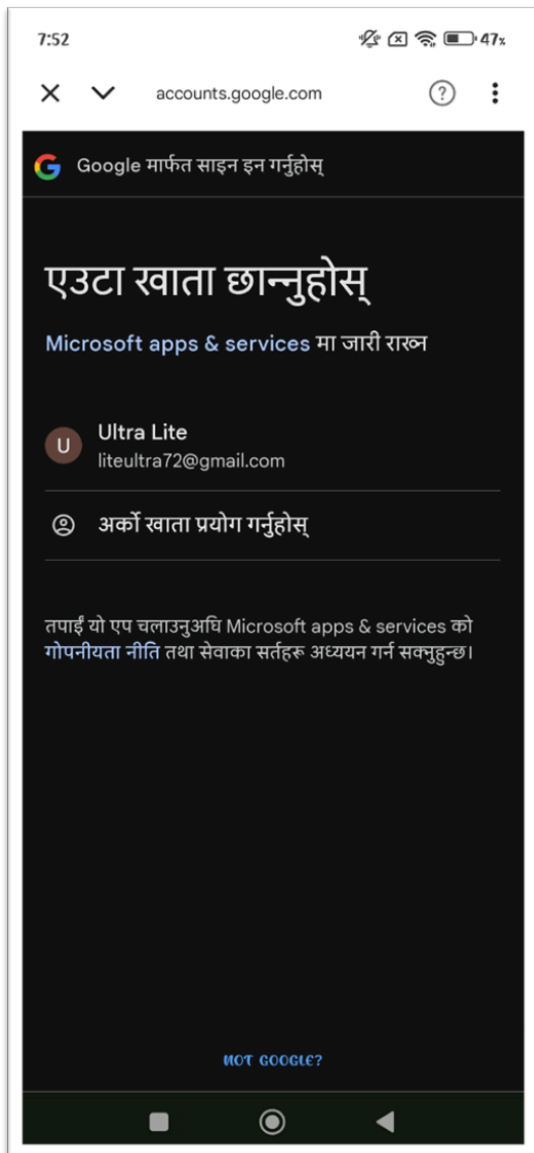 7:52
47%
accounts.google.com
Google मार्फत साइन इन गर्नुहोस्
एउटा खाता छान्नुहोस्
Microsoft apps & services मा जारी राख्न
U
Ultra Lite
liteultra72@gmail.com
अर्को खाता प्रयोग गर्नुहोस्
तपाईं यो एप चलाउनुअघि Microsoft apps & services को
गोपनीयता नीति तथा सेवाका सर्तहरू अध्ययन गर्न सक्नुहुन्छ।
NOT GOOGLE?